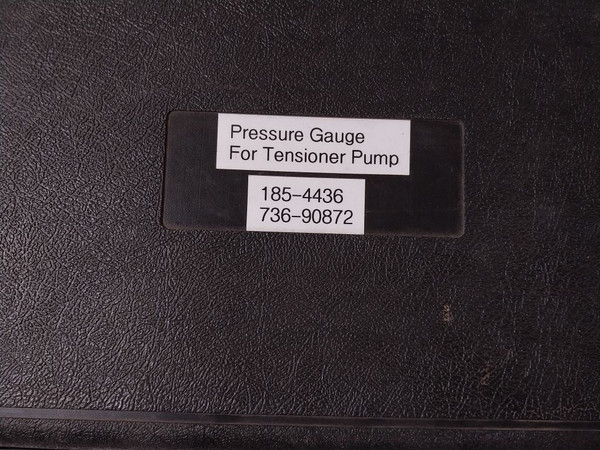 Pressure Gauge
For Tensioner Pump
185-4436
736-90872